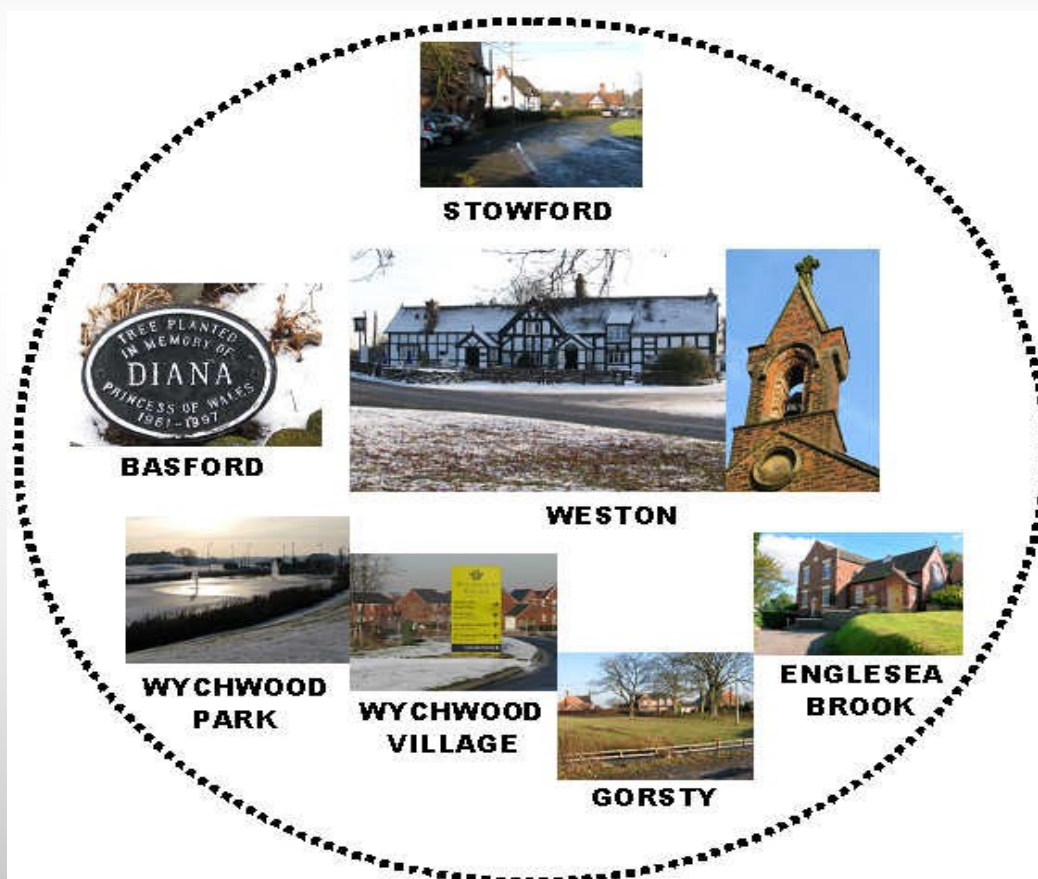 STOWFORD
TREE PLANTED
IN MEMORY OF
DIANA
PRINCESS OF WALES
1961-1997
BASFORD
WESTON
WYCHWOOD
PARK
WYCHWOOD
VILLAGE
GORSTY
ENGLESEA
BROOK